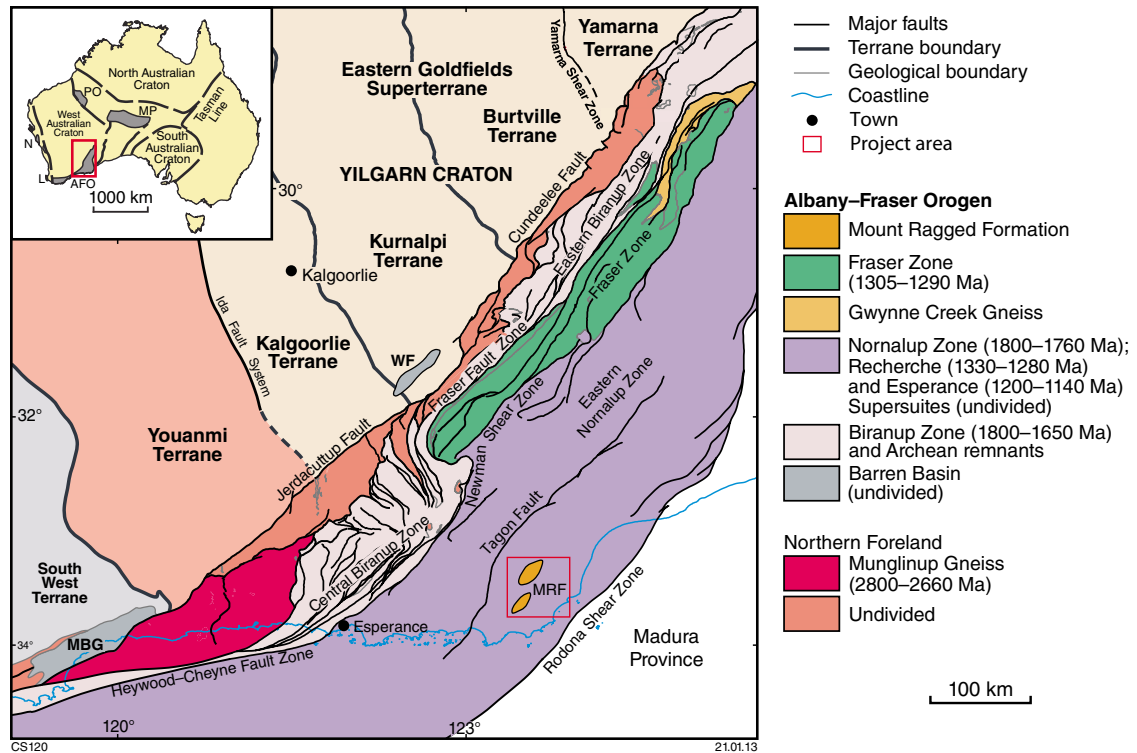 North Australian
Craton
PO
MP
Tasman
Line
West
Australian
Craton
South
Australian
Craton
N
L
AFO
1000 km
Yamarna
Terrane
Yamarna Shear Zone
Eastern Goldfields
Superterrane
Burtville
Terrane
YILGARN CRATON
30°
Cundeelee Fault
Eastern Biranup Zone
Kurnalpi
Terrane
Kalgoorlie
Fraser Zone
Ida Fault System
Kalgoorlie
Terrane
WF
Fraser Fault Zone
32°
Youanmi
Terrane
Jerdacuttup Fault
Newman Shear Zone
Eastern
Nornalup Zone
Tagon Fault
Central Biranup Zone
South
West
Terrane
MRF
MBG
Esperance
34°
Heywood–Cheyne Fault Zone
Rodona Shear Zone
Madura
Province
120°
123°
CS120
21.01.13
Major faults
Terrane boundary
Geological boundary
Coastline
Town
Project area
Albany–Fraser Orogen
Mount Ragged Formation
Fraser Zone
(1305–1290 Ma)
Gwynne Creek Gneiss
Nornalup Zone (1800–1760 Ma);
Recherche (1330–1280 Ma)
and Esperance (1200–1140 Ma)
Supersuites (undivided)
Biranup Zone (1800–1650 Ma)
and Archean remnants
Barren Basin
(undivided)
Northern Foreland
Munglinup Gneiss
(2800–2660 Ma)
Undivided
100 km